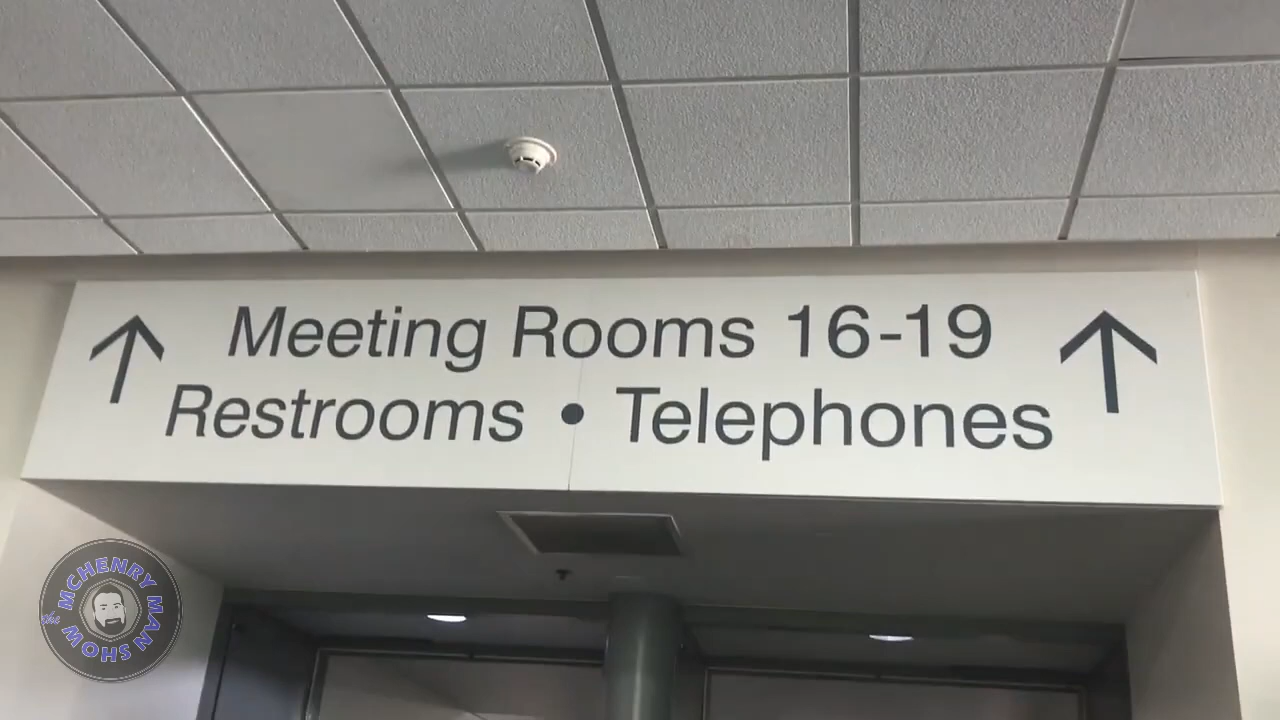 Meeting Rooms 16-19
Restrooms • Telephones
the MCHENRY MAN SHOW